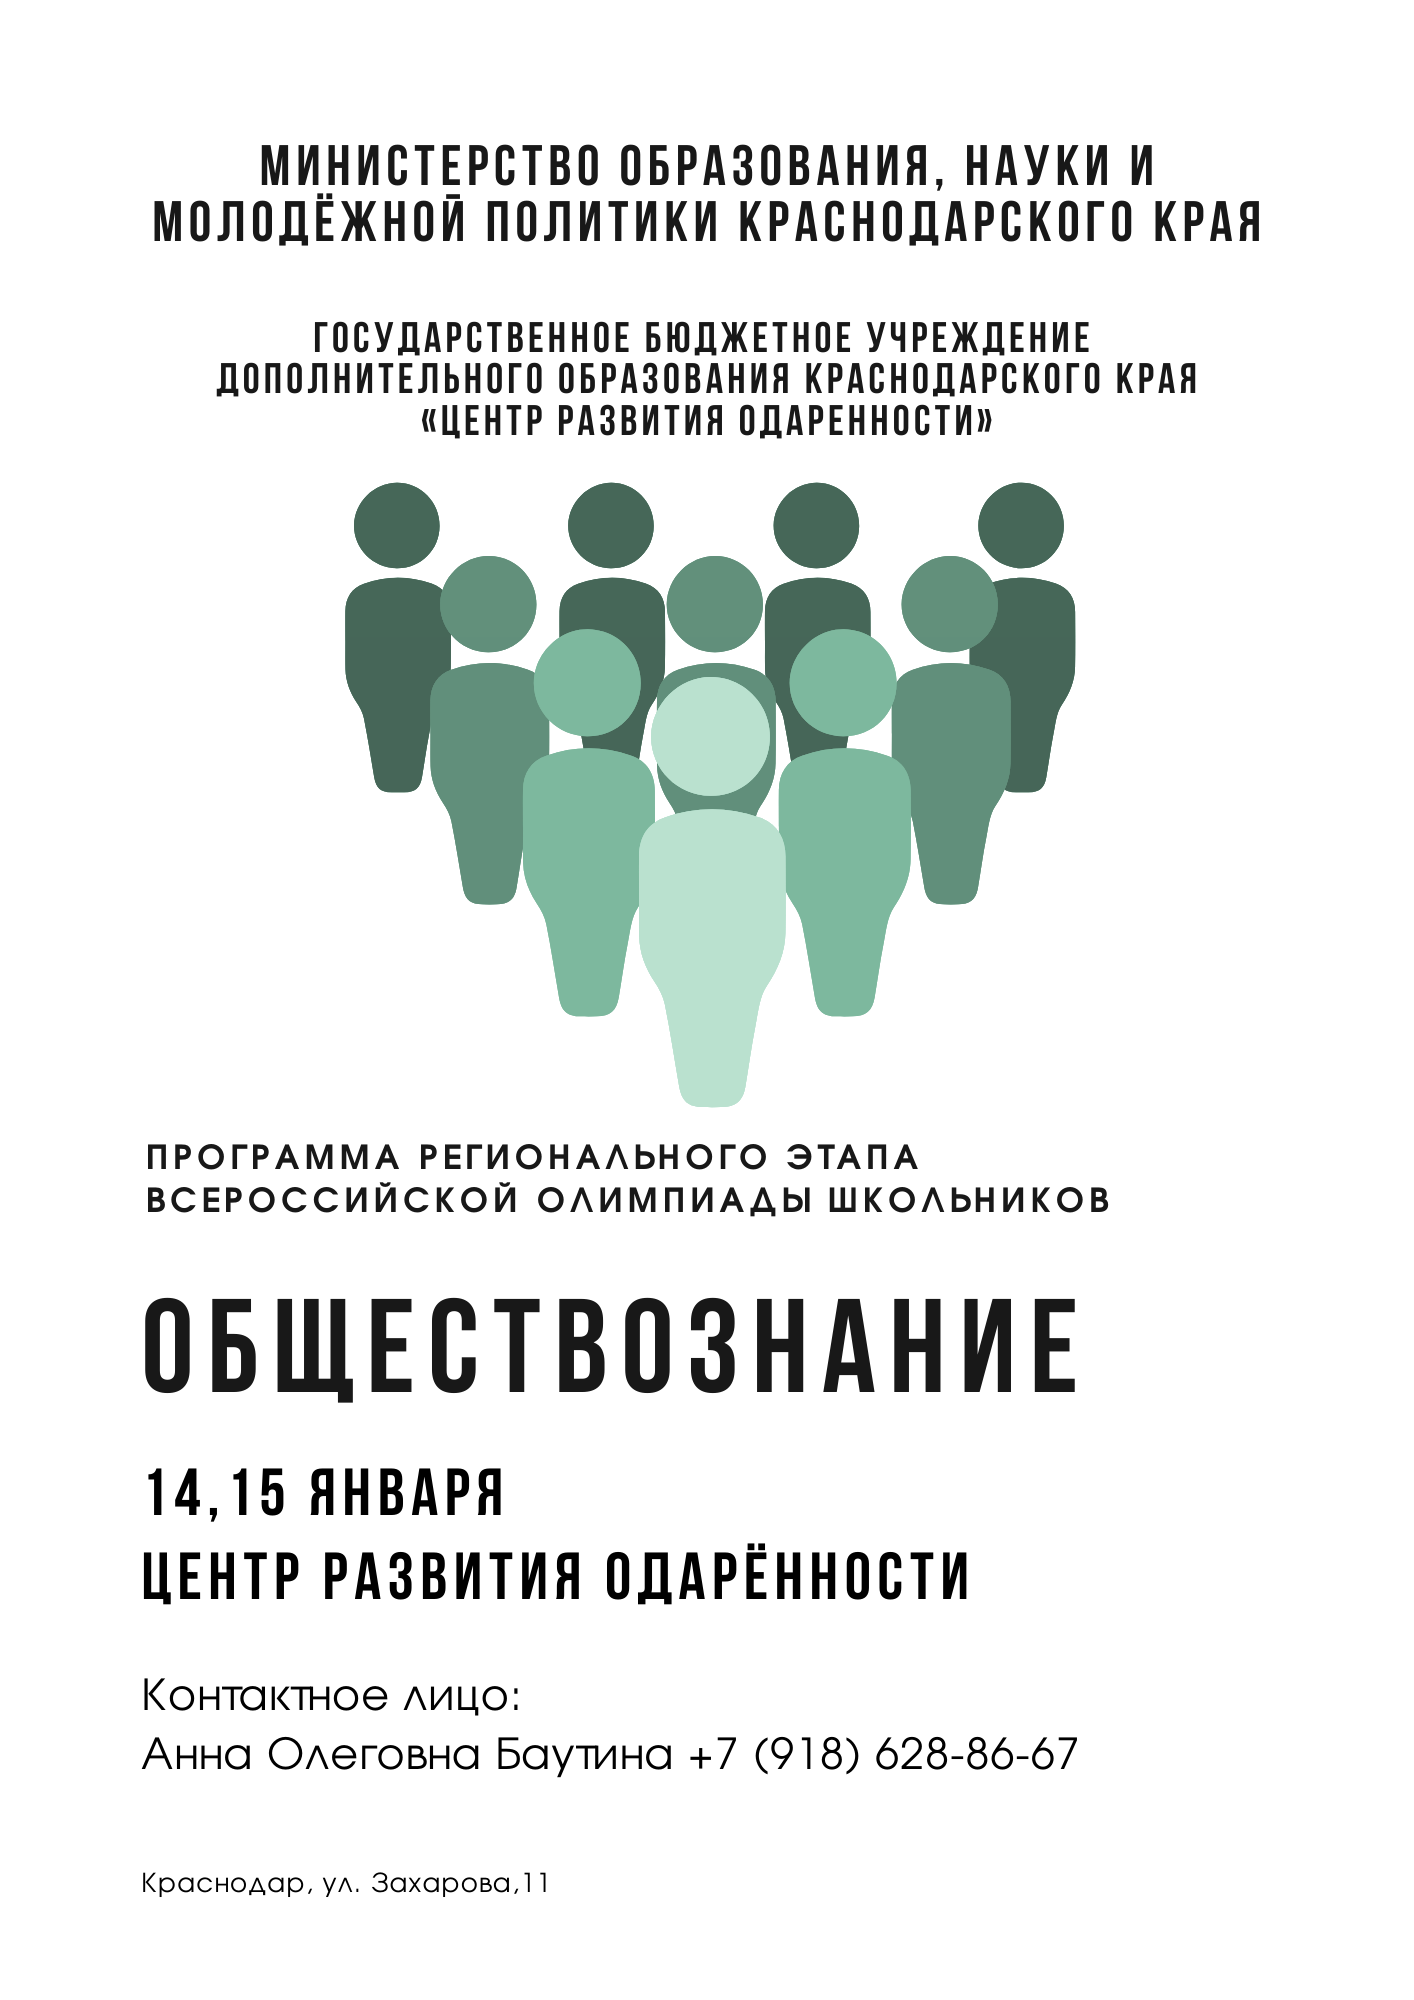 МИНИСТЕРСТВО ОБРАЗОВАНИЯ, НАУКИ И
МОЛОДЁЖНОЙ ПОЛИТИКИ КРАСНОДАРСКОГО КРАЯ
ГОСУДАРСТВЕННОЕ БЮДЖЕТНОЕ УЧРЕЖДЕНИЕ
ДОПОЛНИТЕЛЬНОГО ОБРАЗОВАНИЯ КРАСНОДАРСКОГО КРАЯ
«ЦЕНТР РАЗВИТИЯ ОДАРЕННОСТИ»
ПРОГРАММА РЕГИОНАЛЬНОГО ЭТАПА
ВСЕРОССИЙСКОЙ ОЛИМПИАДЫ ШКОЛЬНИКОВ
ОБЩЕСТВОЗНАНИЕ
14,15 ЯНВАРЯ
ЦЕНТР РАЗВИТИЯ ОДАРЁННОСТИ
Контактное лицо:
Анна Олеговна Баутина +7 (918) 628-86-67
Краснодар, ул. Захарова,11